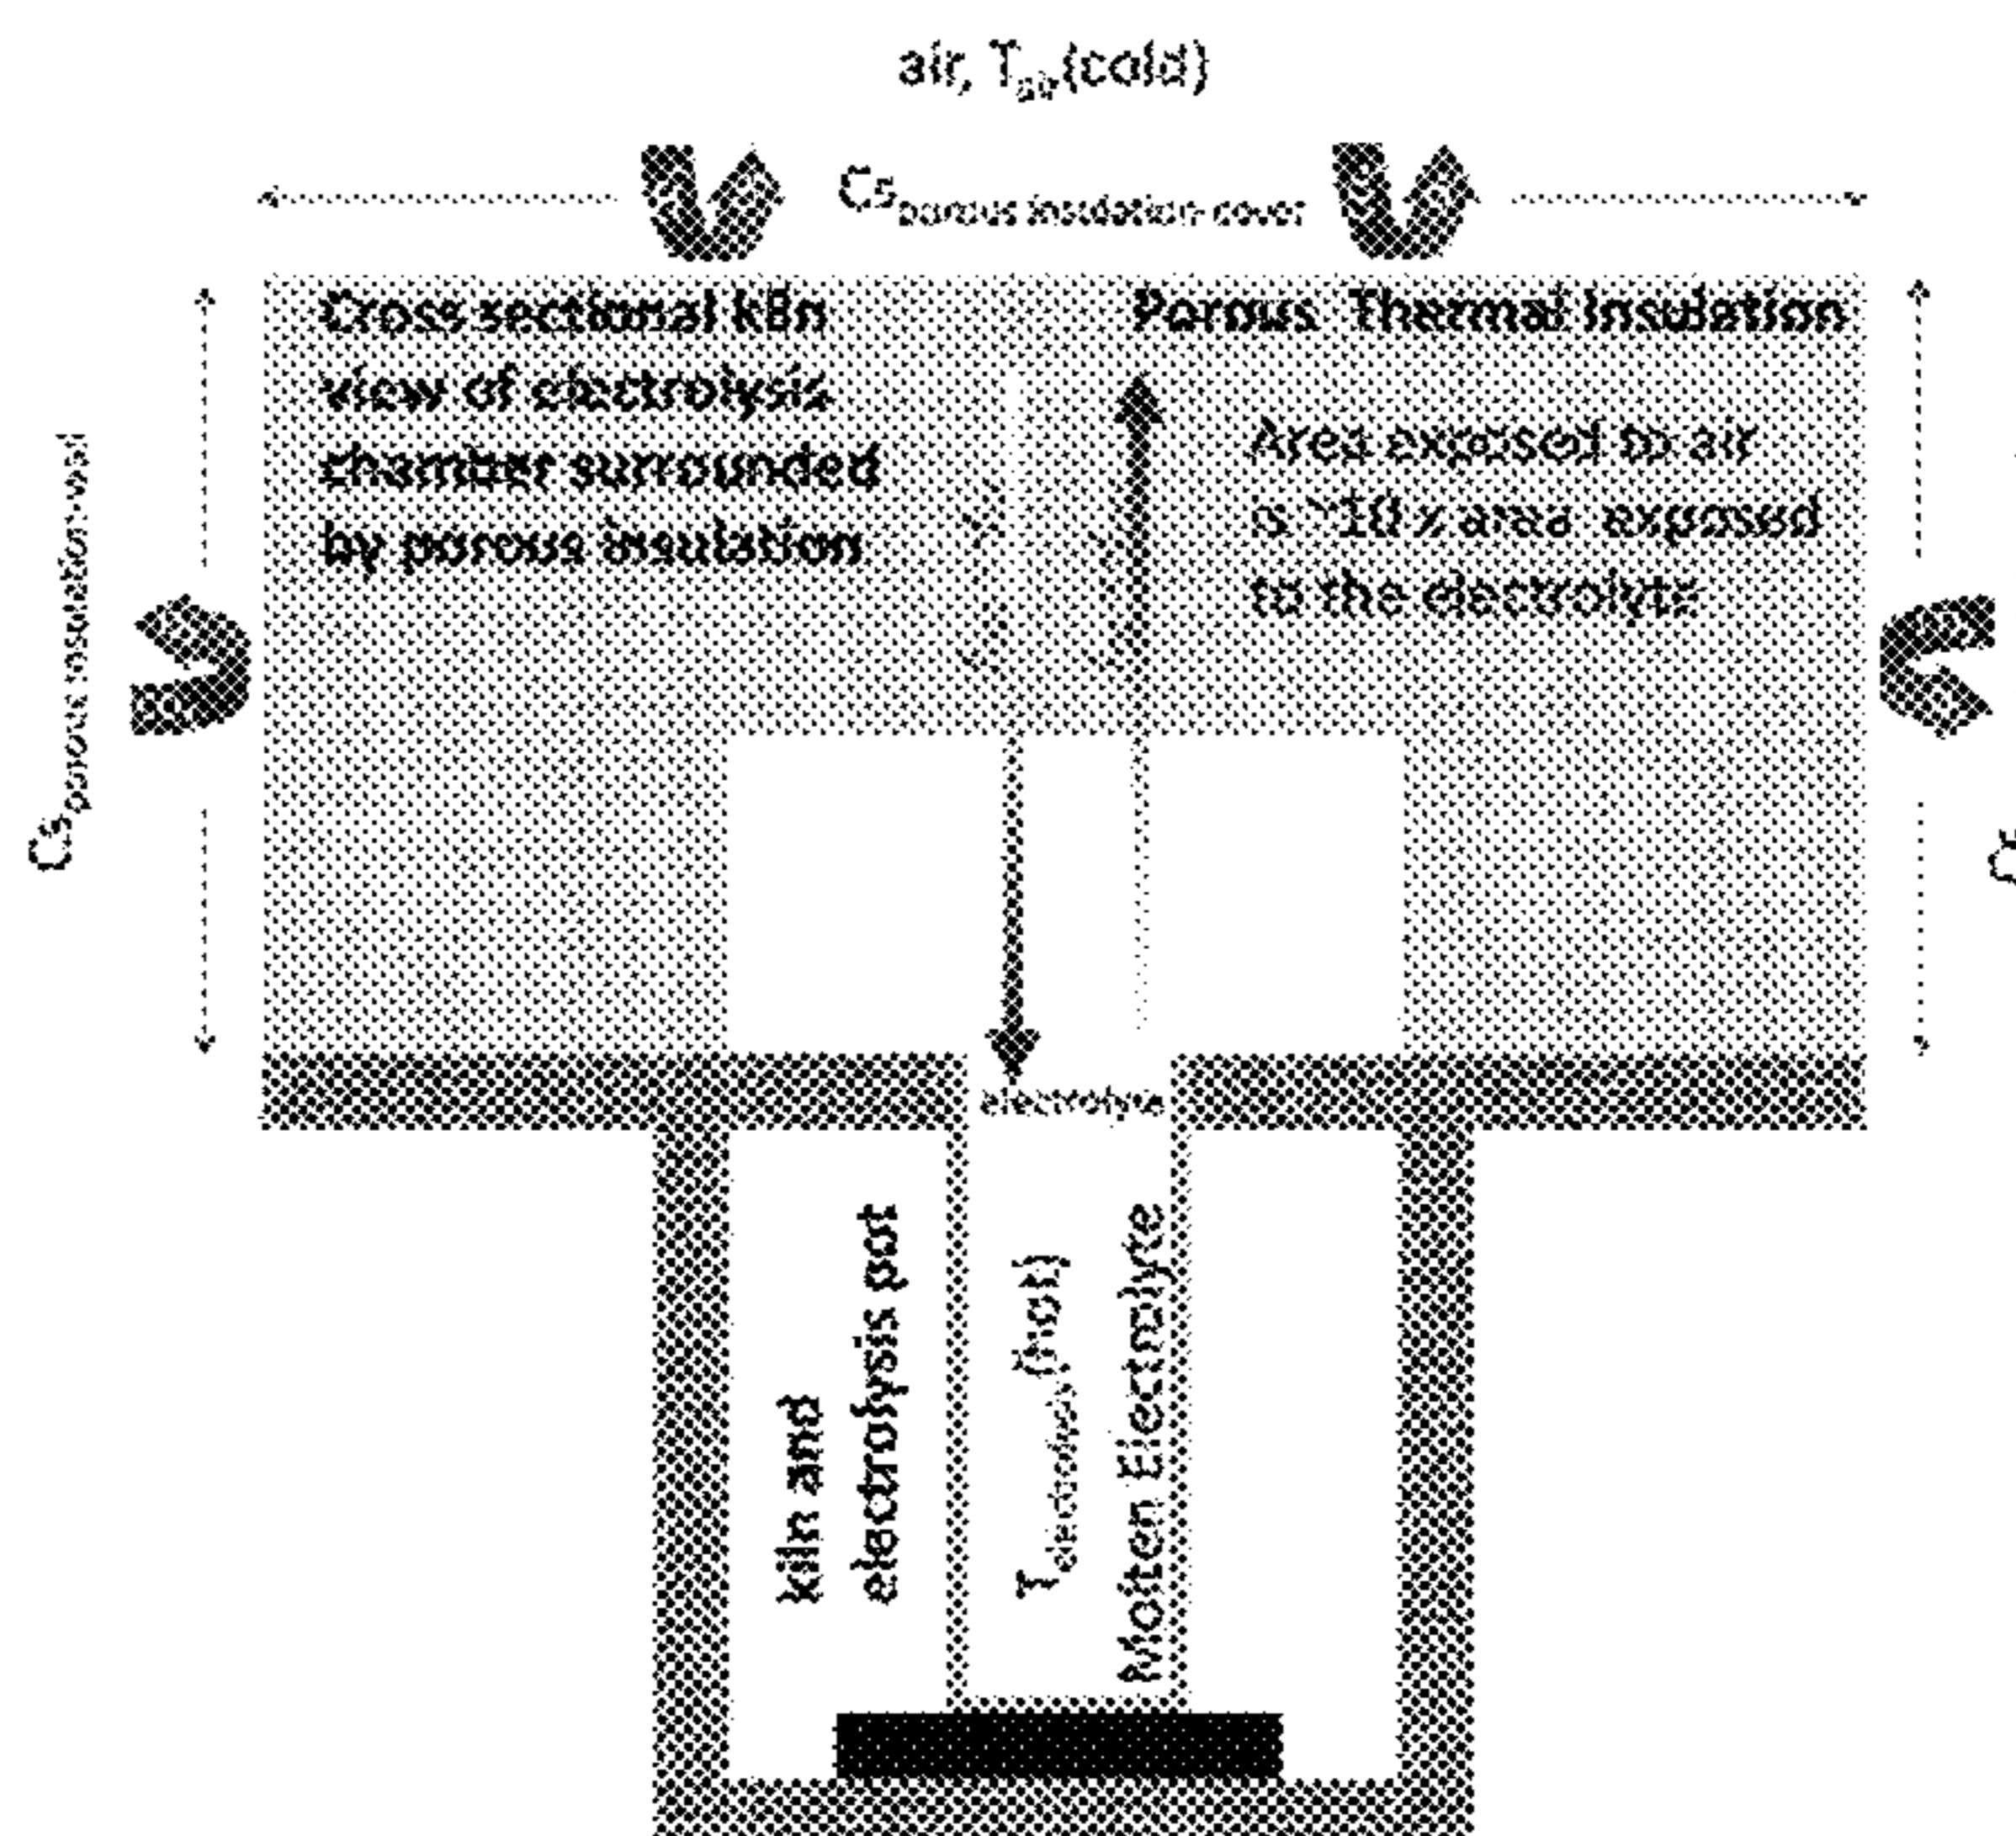 air, T_air(cold)
Cs_porous insulation cover
Cross sectional kiln
view of electrolysis
chamber surrounded
by porous insulation
Porous Thermal Insulation
Area exposed to air
is ~10 x area exposed
to the electrolyte
Cs_porous insulation wall
electrolyte
kiln and
electrolysis pot
T_electrolysis(hot)
Molten Electrolyte